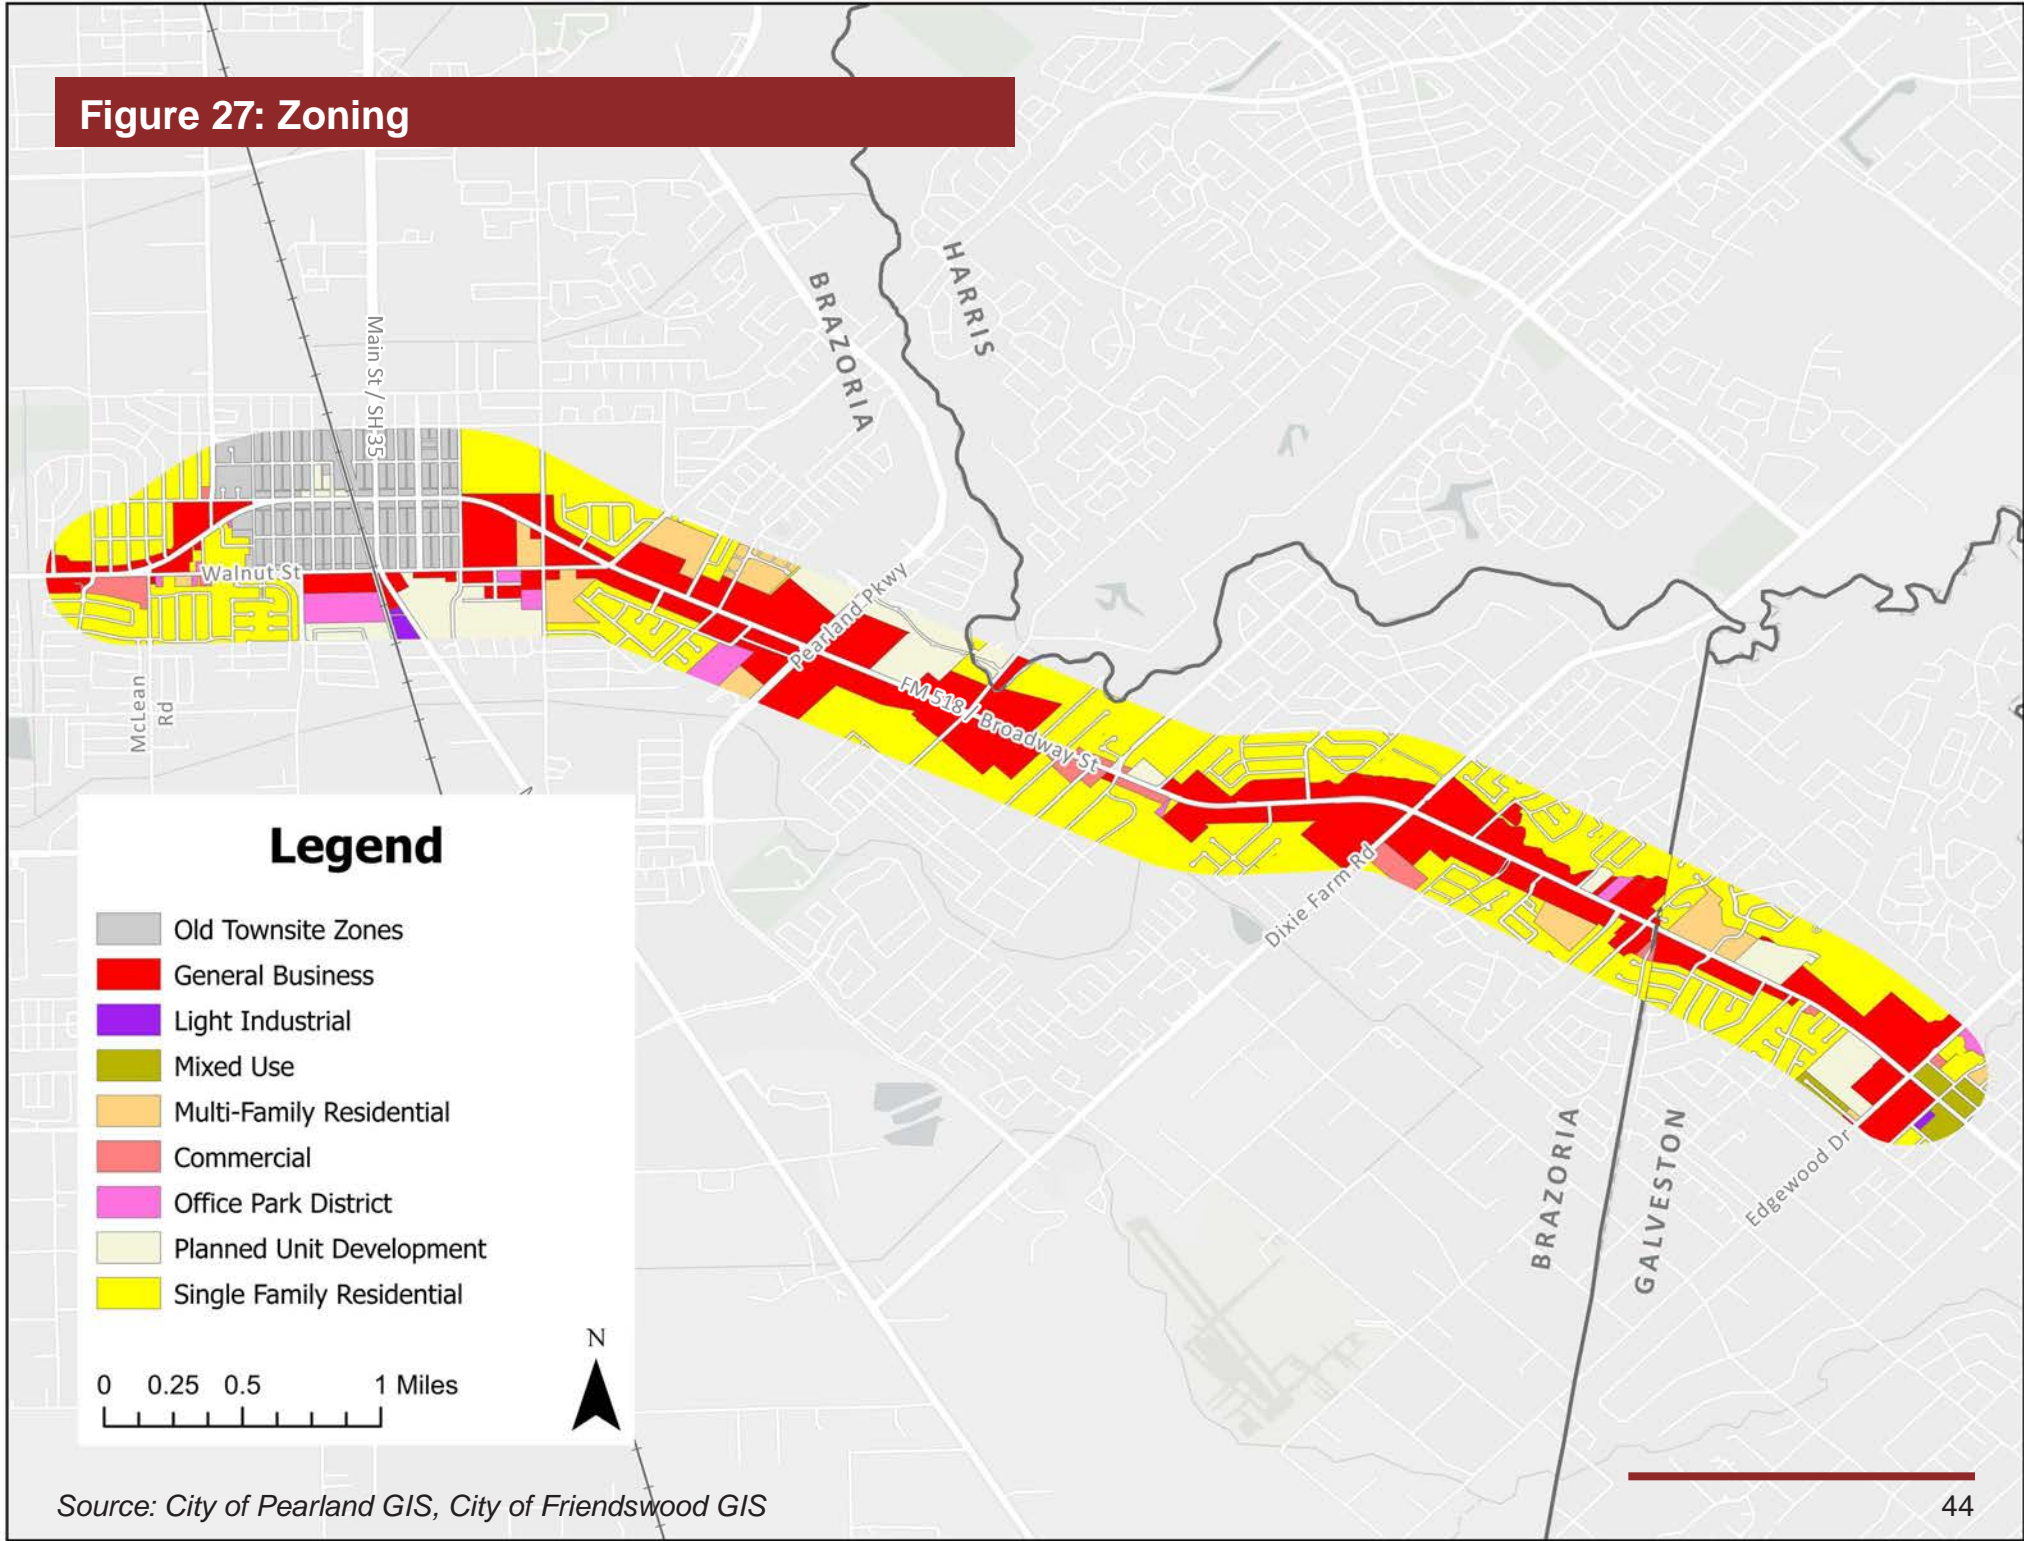 Figure 27: Zoning
HARRIS
BRAZORIA
Main St / SH 35
Walnut St
Pearland Pkwy
McLean
Rd
FM 518 / Broadway St
Dixie Farm Rd
BRAZORIA
GALVESTON
Edgewood Dr
Legend
Old Townsite Zones
General Business
Light Industrial
Mixed Use
Multi-Family Residential
Commercial
Office Park District
Planned Unit Development
Single Family Residential
N
0 0.25 0.5 1 Miles
Source: City of Pearland GIS, City of Friendswood GIS
44